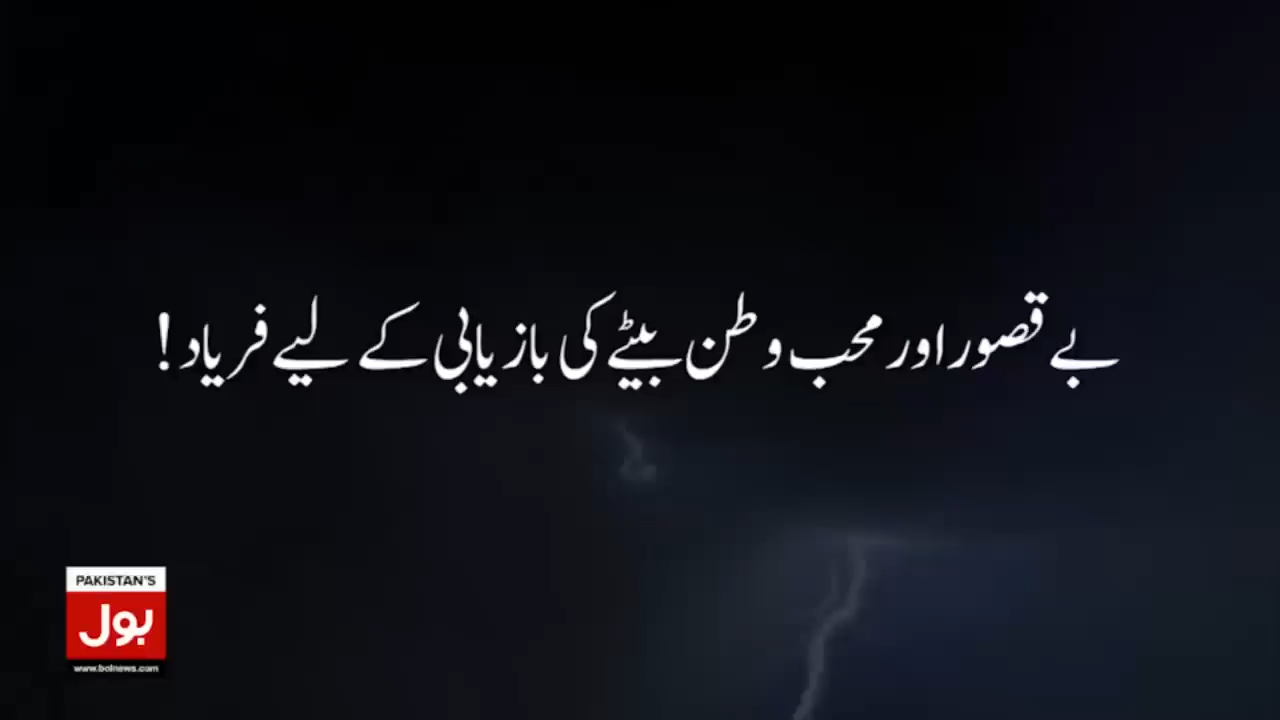 بے قصور اور محب وطن بیٹے کی بازیابی کے لیے فریاد!
PAKISTAN'S
بول
www.bolnews.com